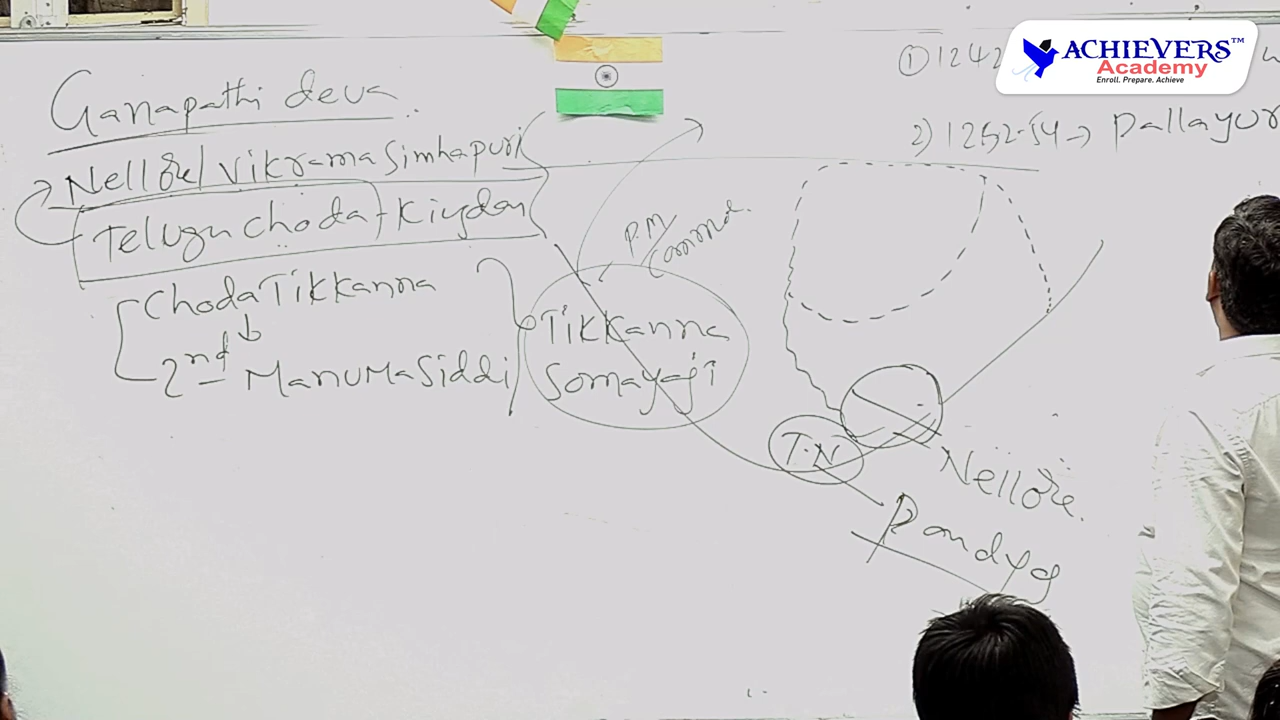 Ganapathi deva
Nellore/Vikrama Simhapuri
Telugu choda - Kiydom
Choda Tikkanna
2nd ManumaSiddi
Tikkanna
Somayaji
P.M/
T.N
Nellore.
Pandya
① 1242
2) 1252-54 → Pallayur
ACHIEVERS™
Academy
Enroll. Prepare. Achieve